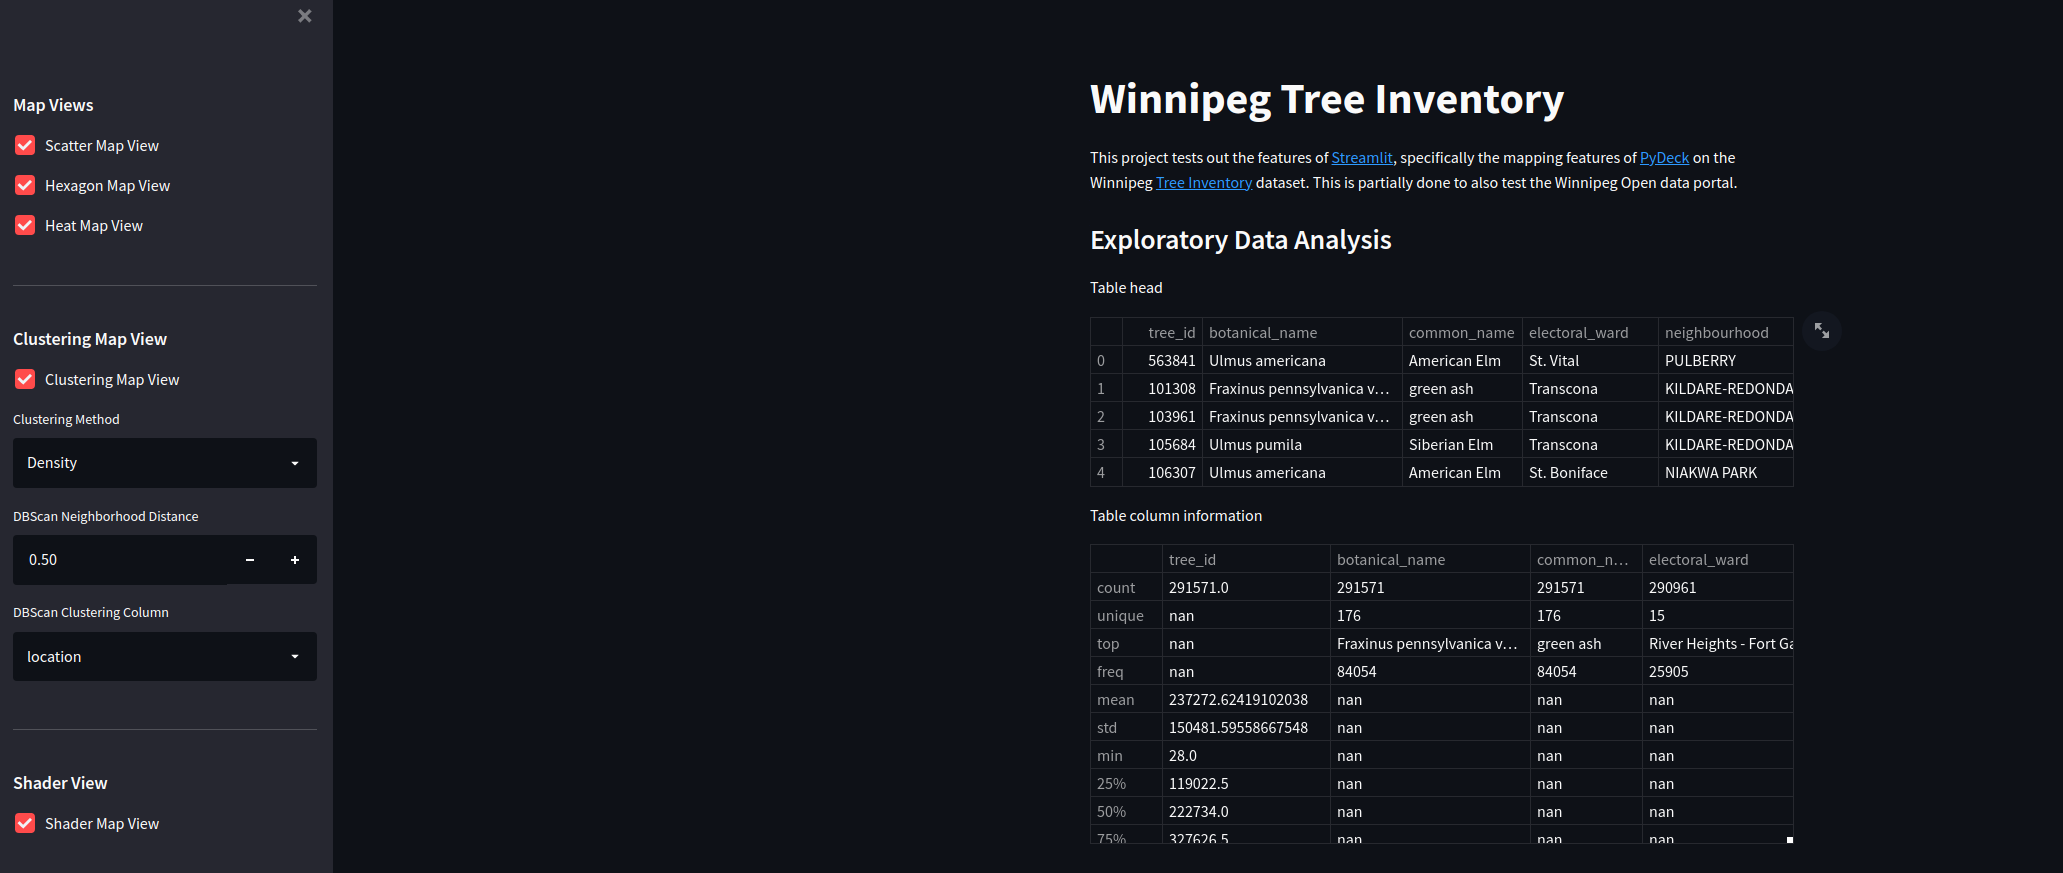 Map Views
Scatter Map View
Hexagon Map View
Heat Map View
Clustering Map View
Clustering Map View
Clustering Method
Density
DBScan Neighborhood Distance
0.50
DBScan Clustering Column
location
Shader View
Shader Map View
Winnipeg Tree Inventory
This project tests out the features of Streamlit, specifically the mapping features of PyDeck on the
Winnipeg Tree Inventory dataset. This is partially done to also test the Winnipeg Open data portal.
Exploratory Data Analysis
Table head
tree_id botanical_name common_name electoral_ward neighbourhood
0 563841 Ulmus americana American Elm St. Vital PULBERRY
1 101308 Fraxinus pennsylvanica v... green ash Transcona KILDARE-REDONDA
2 103961 Fraxinus pennsylvanica v... green ash Transcona KILDARE-REDONDA
3 105684 Ulmus pumila Siberian Elm Transcona KILDARE-REDONDA
4 106307 Ulmus americana American Elm St. Boniface NIAKWA PARK
Table column information
tree_id botanical_name common_n... electoral_ward
count 291571.0 291571 291571 290961
unique nan 176 176 15
top nan Fraxinus pennsylvanica v... green ash River Heights - Fort Ga
freq nan 84054 84054 25905
mean 237272.62419102038 nan nan nan
std 150481.59558667548 nan nan nan
min 28.0 nan nan nan
25% 119022.5 nan nan nan
50% 222734.0 nan nan nan
75% 327626.5 nan nan nan